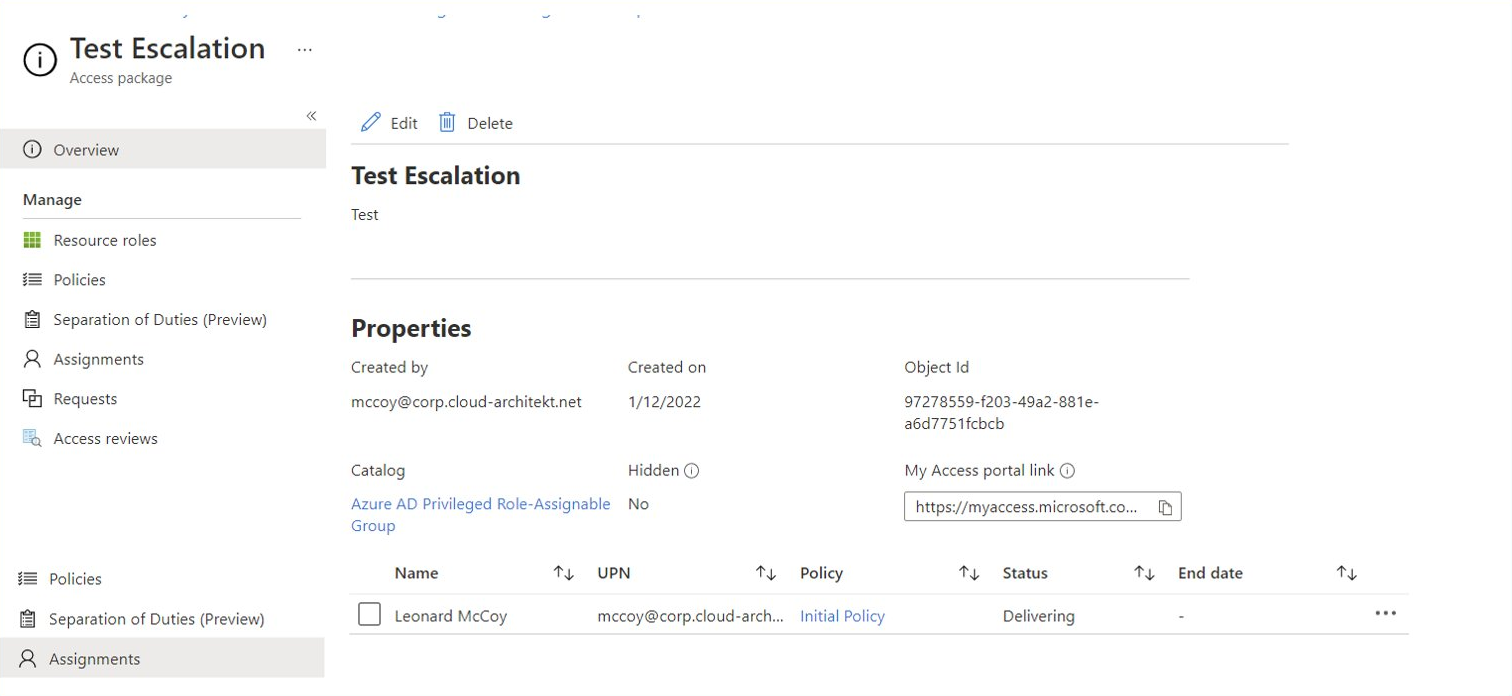 Test Escalation ...
Access package
«
Edit Delete
Overview
Test Escalation
Manage
Test
Resource roles
Policies
Separation of Duties (Preview)
Assignments
Requests
Access reviews
Properties
Created by Created on Object Id
mccoy@corp.cloud-architekt.net 1/12/2022 97278559-f203-49a2-881e-
a6d7751fcbcb
Catalog Hidden My Access portal link
Azure AD Privileged Role-Assignable No https://myaccess.microsoft.co...
Group
Policies
Separation of Duties (Preview)
Assignments
Name UPN Policy Status End date
Leonard McCoy mccoy@corp.cloud-arch... Initial Policy Delivering - ...